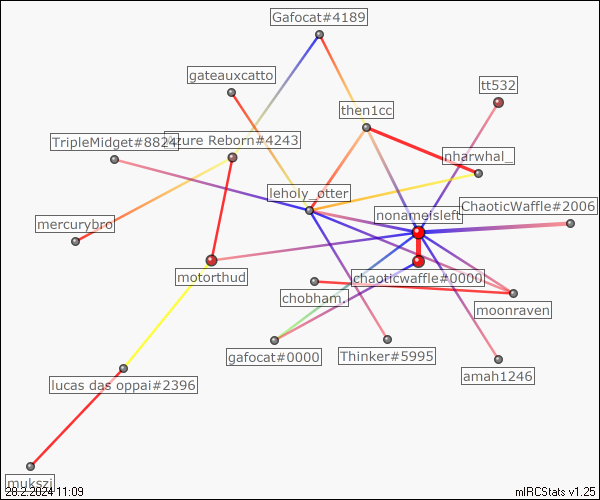 Gafocat#4189
gateauxcatto
tt532
then1cc
TripleMidget#8824
Azure Reborn#4243
nharwhal_
leholy_otter
nonameisleft
ChaoticWaffle#2006
mercurybro
motorthud
chaoticwaffle#0000
chobham.
moonraven
gafocat#0000
Thinker#5995
amah1246
lucas das oppai#2396
mukszi
20.2.2024 11:09
mIRCStats v1.25